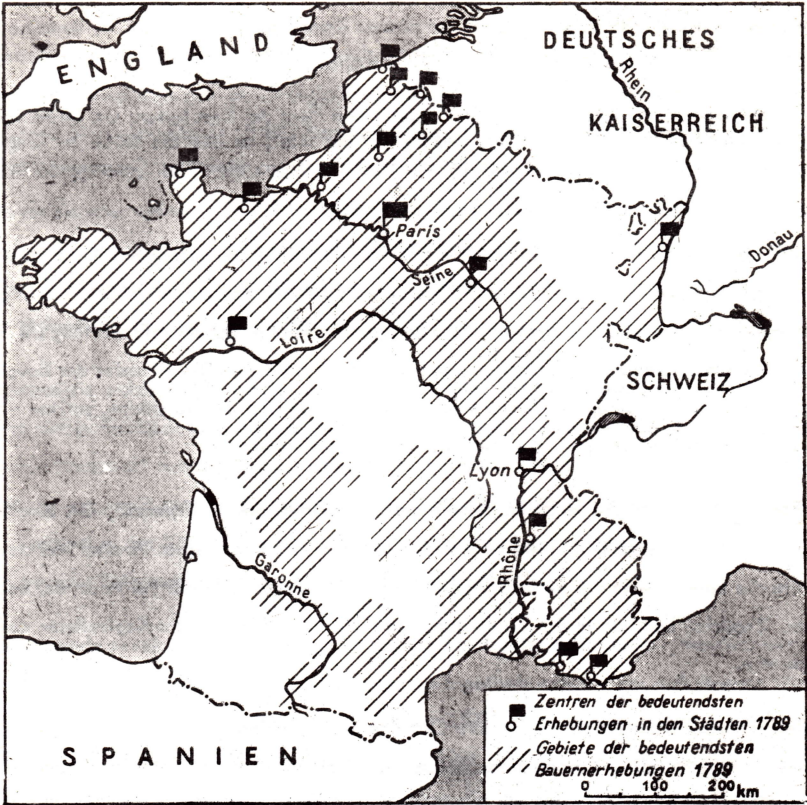 ENGLAND
DEUTSCHES
KAISERREICH
Rhein
Paris
Seine
Donau
Loire
SCHWEIZ
Lyon
Rhône
Garonne
SPANIEN
Zentren der bedeutendsten
Erhebungen in den Städten 1789
Gebiete der bedeutendsten
Bauernerhebungen 1789
0 100 200 km